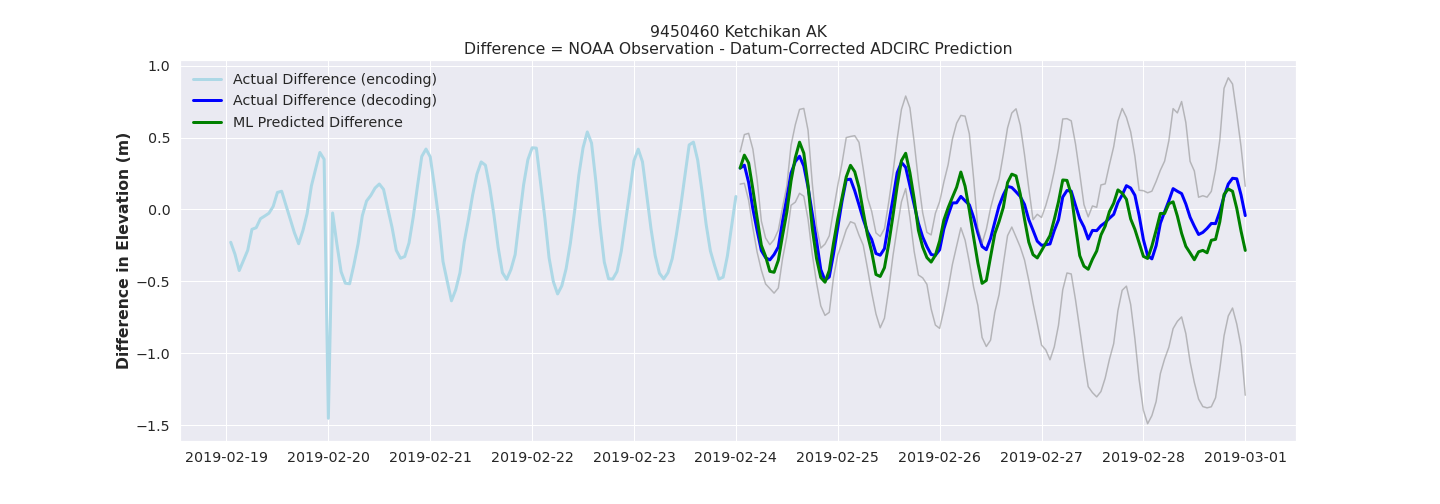 9450460 Ketchikan AK
Difference = NOAA Observation - Datum-Corrected ADCIRC Prediction
Actual Difference (encoding)
Actual Difference (decoding)
ML Predicted Difference
Difference in Elevation (m)
1.0
0.5
0.0
−0.5
−1.0
−1.5
2019-02-19 2019-02-20 2019-02-21 2019-02-22 2019-02-23 2019-02-24 2019-02-25 2019-02-26 2019-02-27 2019-02-28 2019-03-01